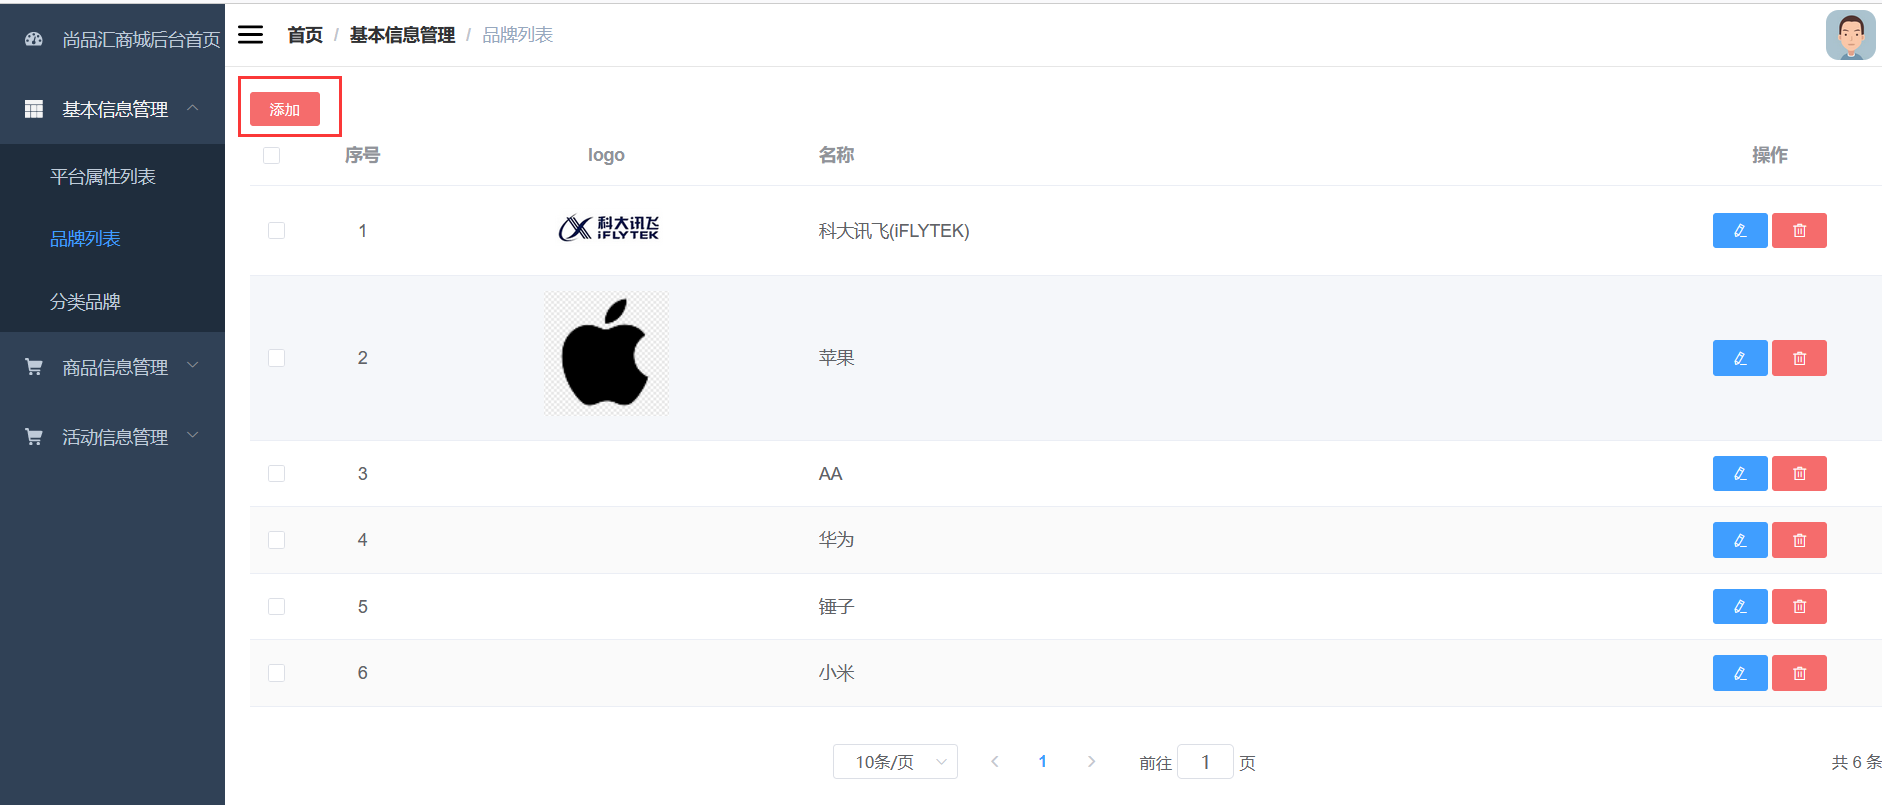 尚品汇商城后台首页
基本信息管理
平台属性列表
品牌列表
分类品牌
商品信息管理
活动信息管理
首页 / 基本信息管理 / 品牌列表
添加
序号 logo 名称 操作
1 科大讯飞 iFLYTEK 科大讯飞(iFLYTEK)
2 苹果
3 AA
4 华为
5 锤子
6 小米
10条/页 1 前往 1 页 共 6 条